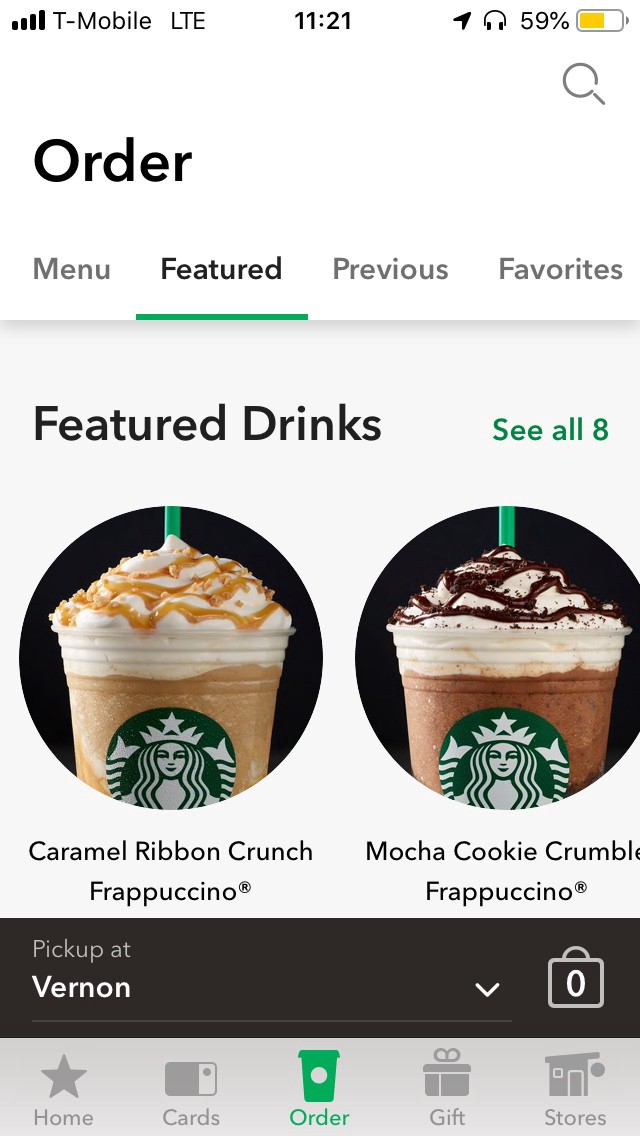 T-Mobile LTE 11:21 59%
Order
Menu Featured Previous Favorites
Featured Drinks See all 8
Caramel Ribbon Crunch Frappuccino®
Mocha Cookie Crumble Frappuccino®
Pickup at
Vernon
0
Home Cards Order Gift Stores